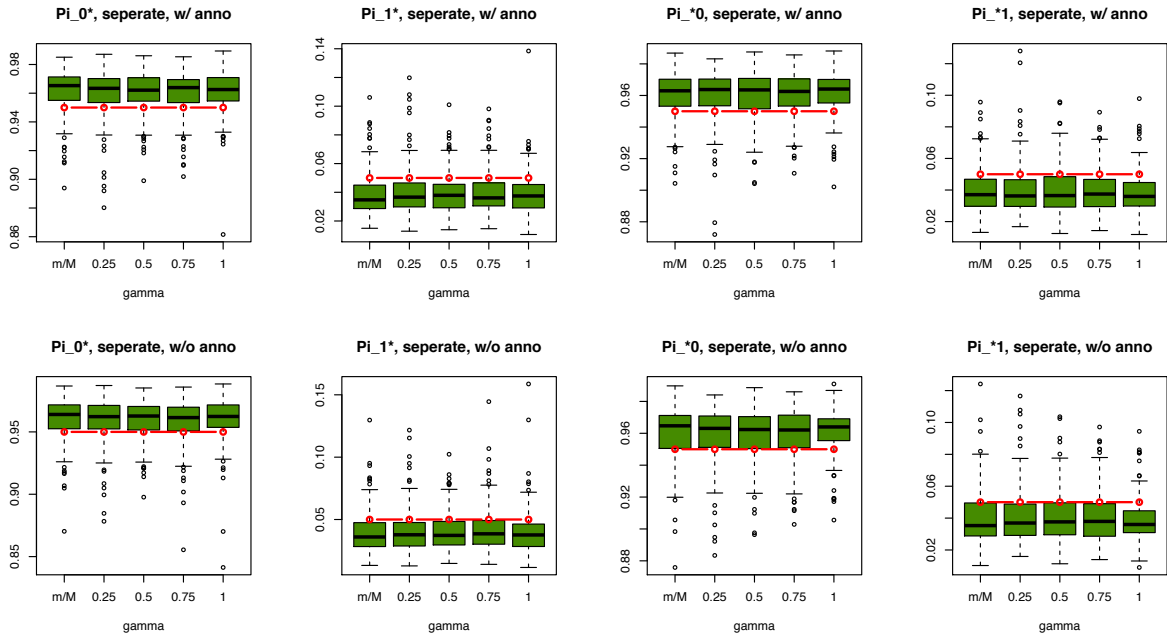 Pi_0*, seperate, w/ anno
Pi_1*, seperate, w/ anno
Pi_*0, seperate, w/ anno
Pi_*1, seperate, w/ anno
0.86 0.90 0.94 0.98
0.02 0.06 0.10 0.14
0.88 0.92 0.96
0.02 0.06 0.10
m/M 0.25 0.5 0.75 1
m/M 0.25 0.5 0.75 1
m/M 0.25 0.5 0.75 1
m/M 0.25 0.5 0.75 1
gamma
gamma
gamma
gamma
Pi_0*, seperate, w/o anno
Pi_1*, seperate, w/o anno
Pi_*0, seperate, w/o anno
Pi_*1, seperate, w/o anno
0.85 0.90 0.95
0.05 0.10 0.15
0.88 0.92 0.96
0.02 0.06 0.10
m/M 0.25 0.5 0.75 1
m/M 0.25 0.5 0.75 1
m/M 0.25 0.5 0.75 1
m/M 0.25 0.5 0.75 1
gamma
gamma
gamma
gamma